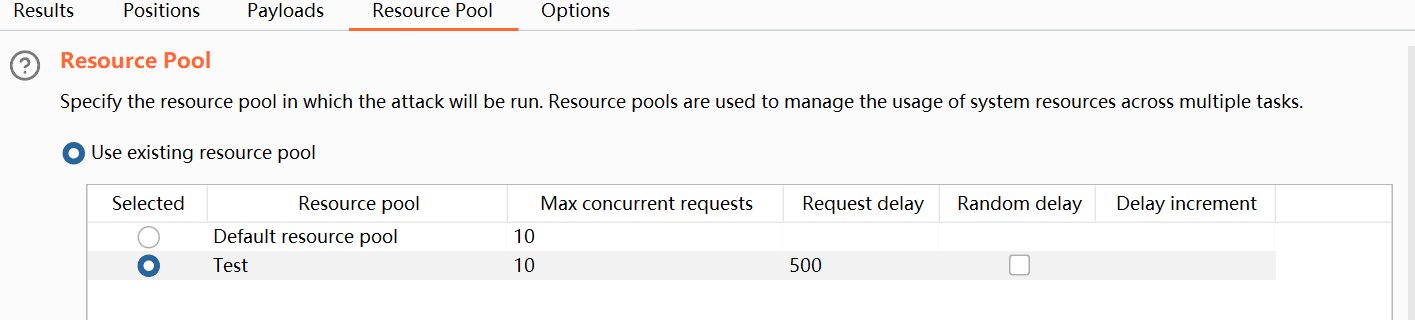 Results Positions Payloads Resource Pool Options
? Resource Pool
Specify the resource pool in which the attack will be run. Resource pools are used to manage the usage of system resources across multiple tasks.
Use existing resource pool
Selected Resource pool Max concurrent requests Request delay Random delay Delay increment
Default resource pool 10
Test 10 500